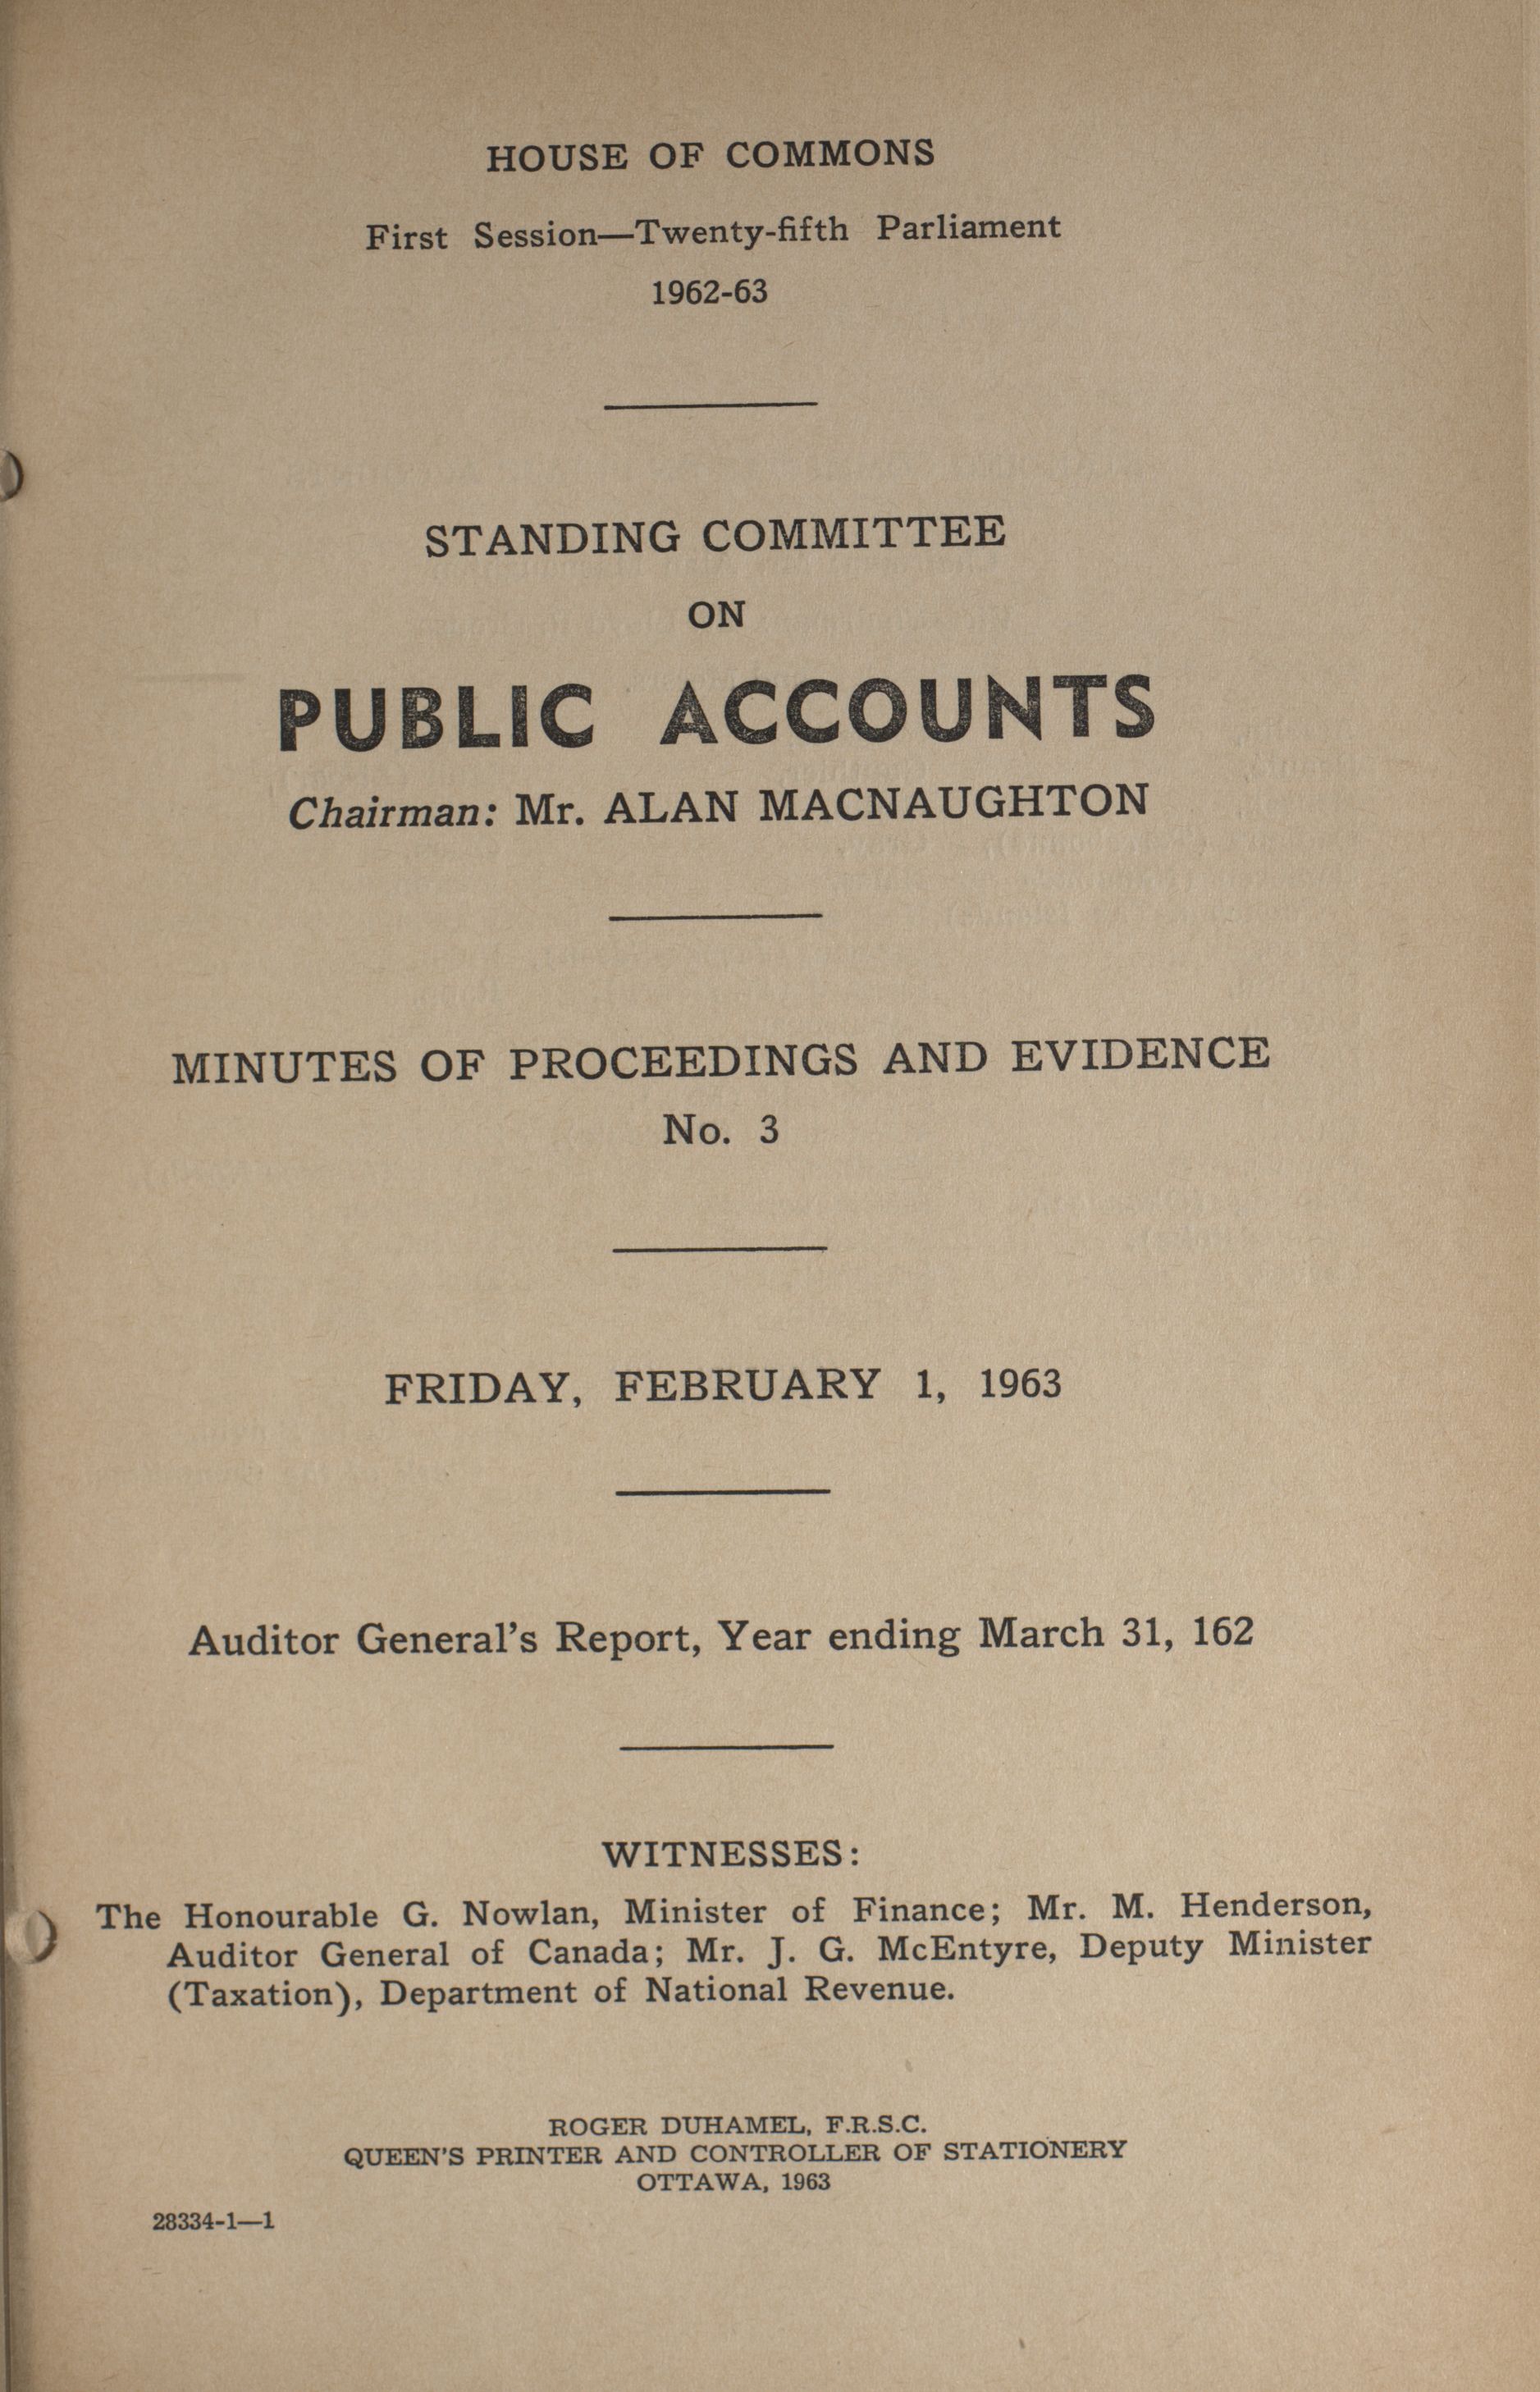 HOUSE OF COMMONS
First Session—Twenty-fifth Parliament
1962-63
STANDING COMMITTEE
ON
PUBLIC ACCOUNTS
Chairman: Mr. ALAN MACNAUGHTON
MINUTES OF PROCEEDINGS AND EVIDENCE
No. 3
FRIDAY, FEBRUARY 1, 1963
Auditor General's Report, Year ending March 31, 162
WITNESSES:
The Honourable G. Nowlan, Minister of Finance; Mr. M. Henderson,
Auditor General of Canada; Mr. J. G. McEntyre, Deputy Minister
(Taxation), Department of National Revenue.
ROGER DUHAMEL, F.R.S.C.
QUEEN'S PRINTER AND CONTROLLER OF STATIONERY
OTTAWA, 1963
28334-1—1